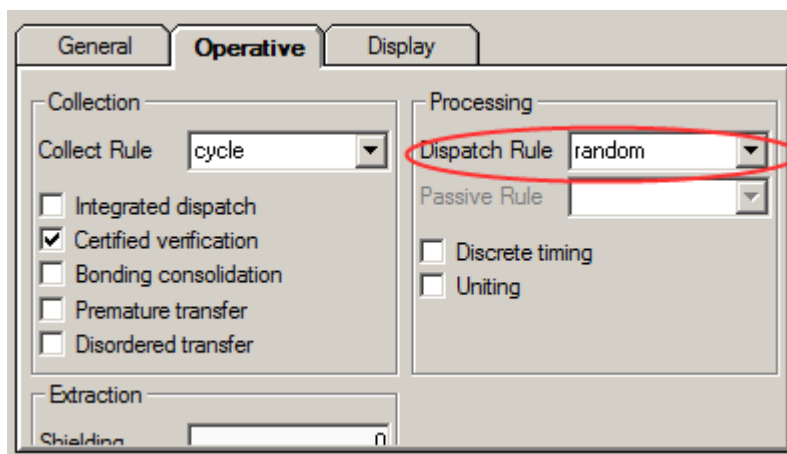 General Operative Display
Collection
Collect Rule cycle
Integrated dispatch
Certified verification
Bonding consolidation
Premature transfer
Disordered transfer
Extraction
Shielding 0
Processing
Dispatch Rule random
Passive Rule
Discrete timing
Uniting